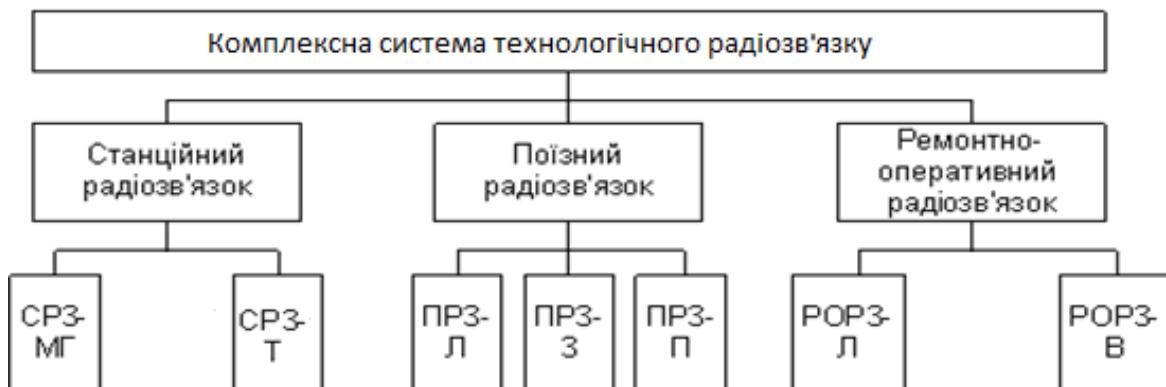 Комплексна система технологічного радіозв'язку
Станційний
радіозв'язок
Поїзний
радіозв'язок
Ремонтно-
оперативний
радіозв'язок
СРЗ-
МГ
СРЗ-
Т
ПРЗ-
Л
ПРЗ-
З
ПРЗ-
П
РОРЗ-
Л
РОРЗ-
В